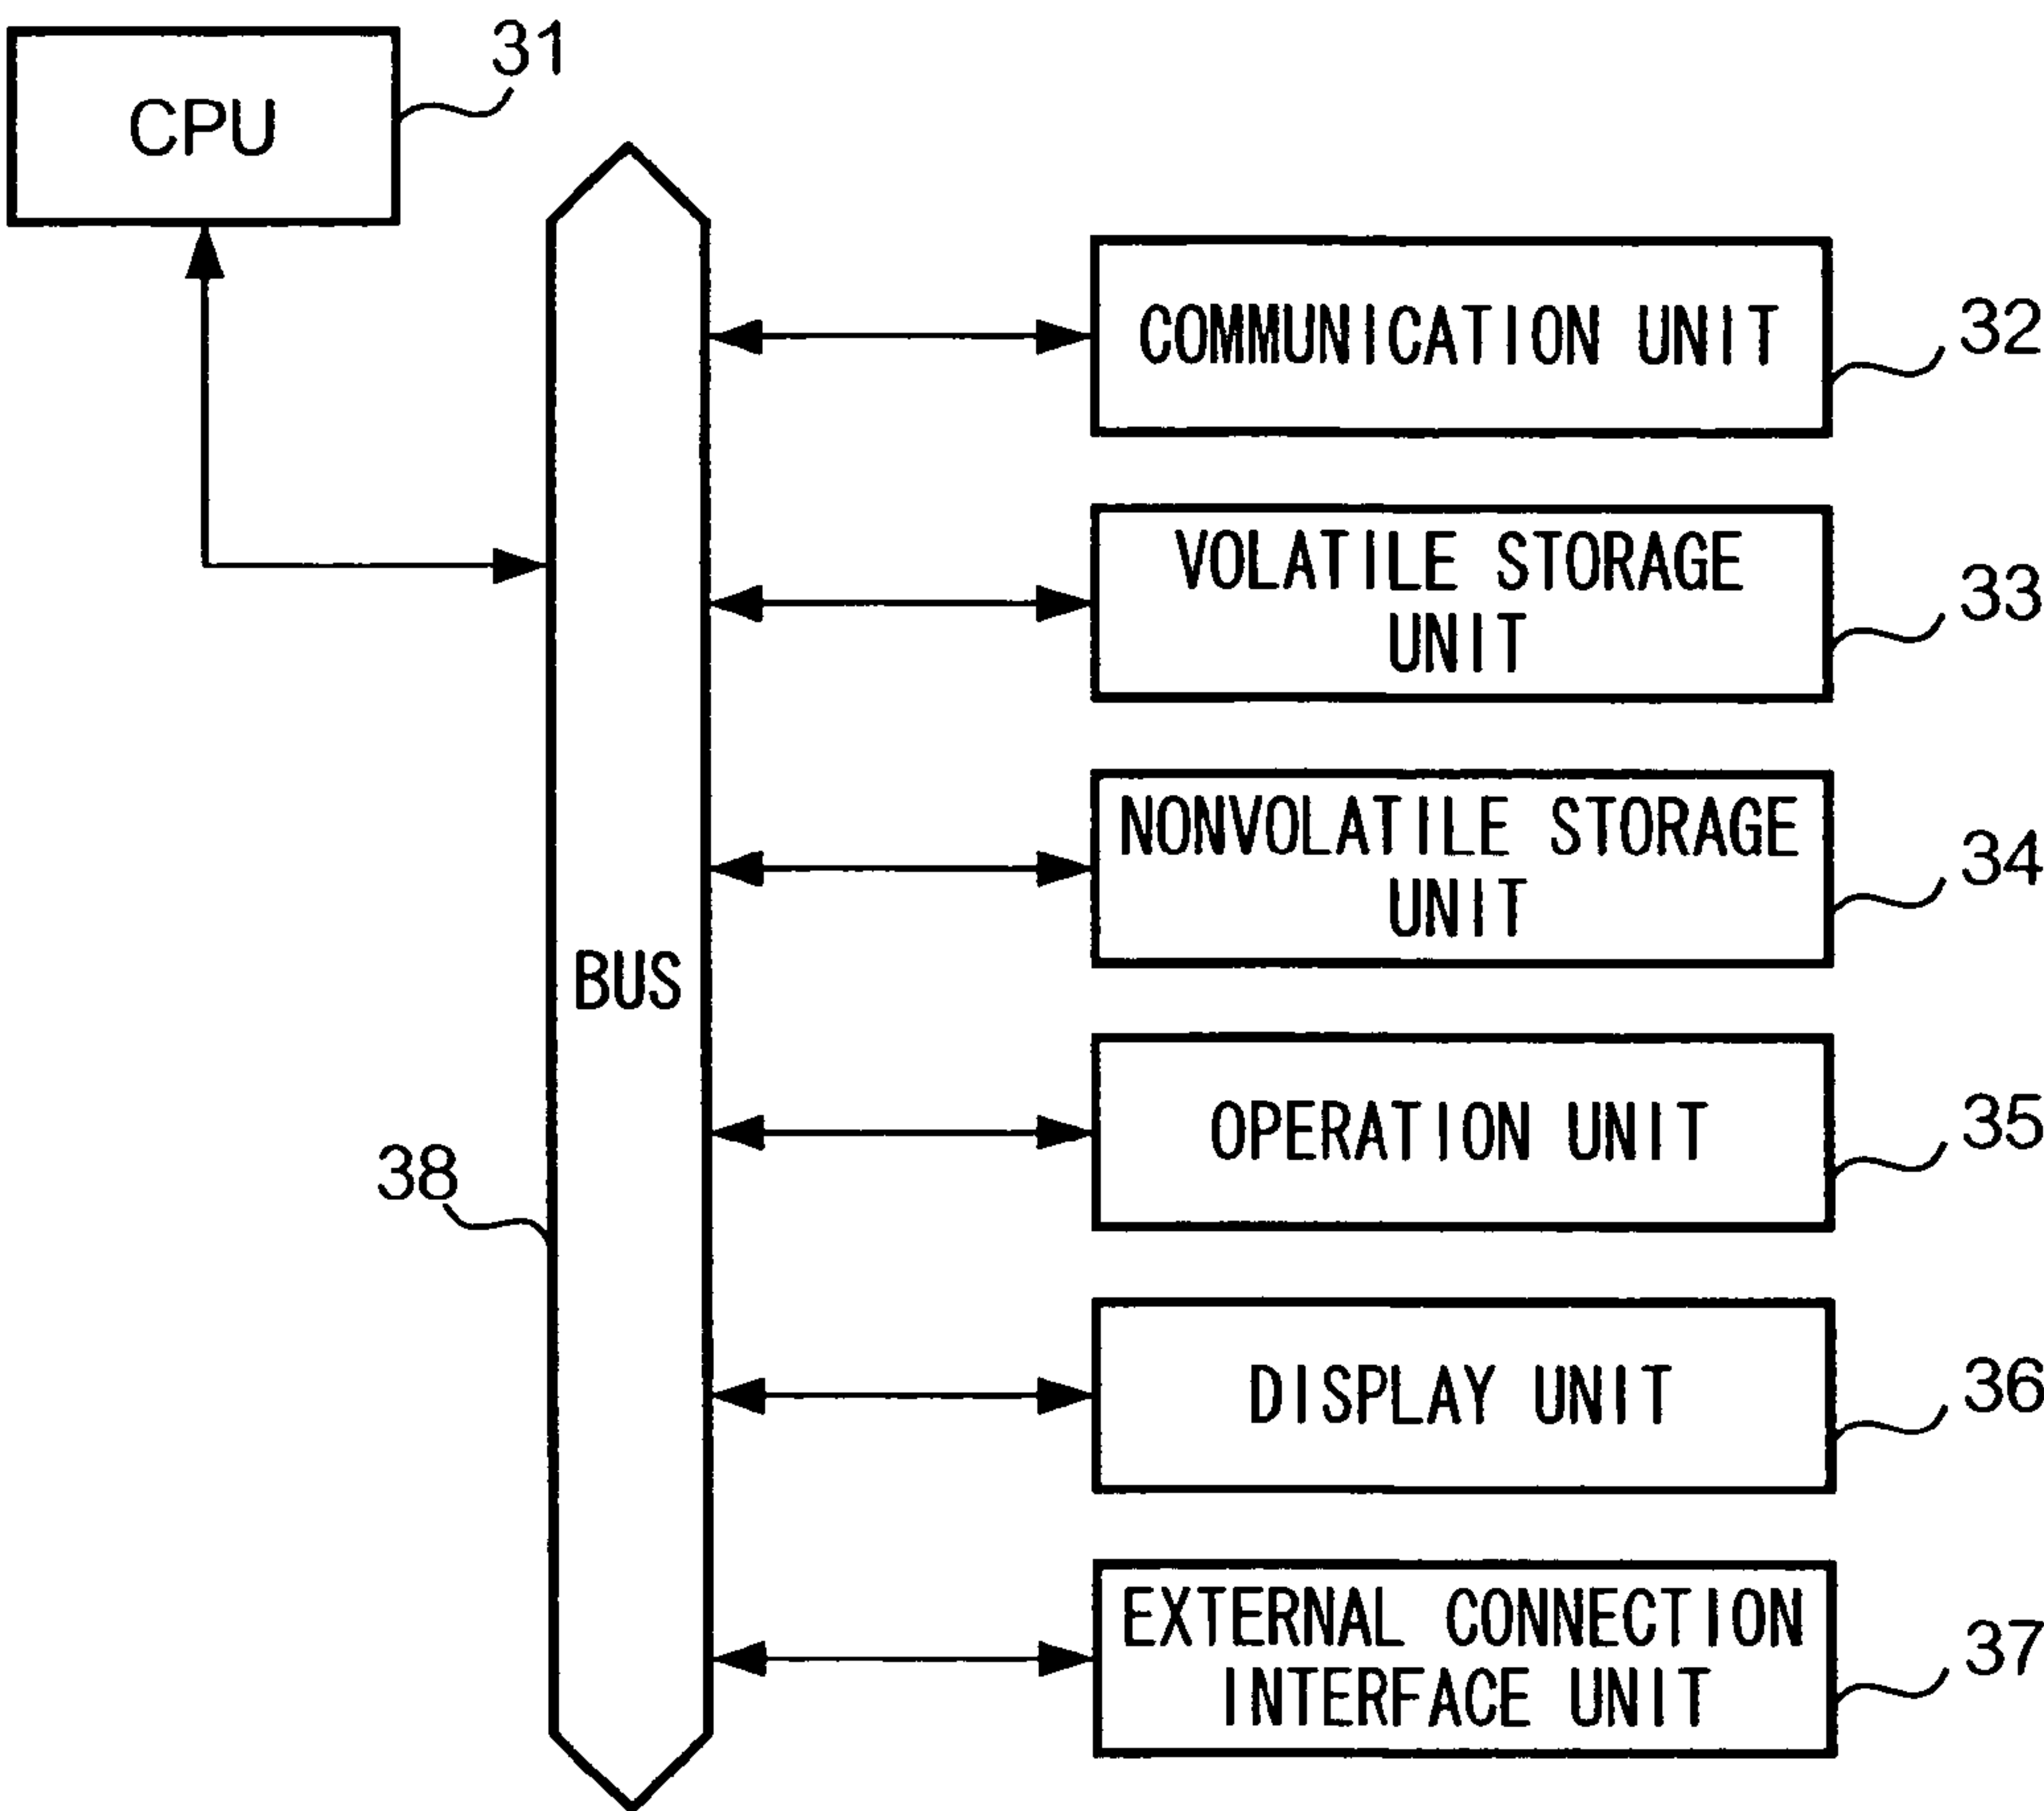 31
CPU
COMMUNICATION UNIT
32
VOLATILE STORAGE
UNIT
33
NONVOLATILE STORAGE
UNIT
34
BUS
OPERATION UNIT
35
38
DISPLAY UNIT
36
EXTERNAL CONNECTION
INTERFACE UNIT
37